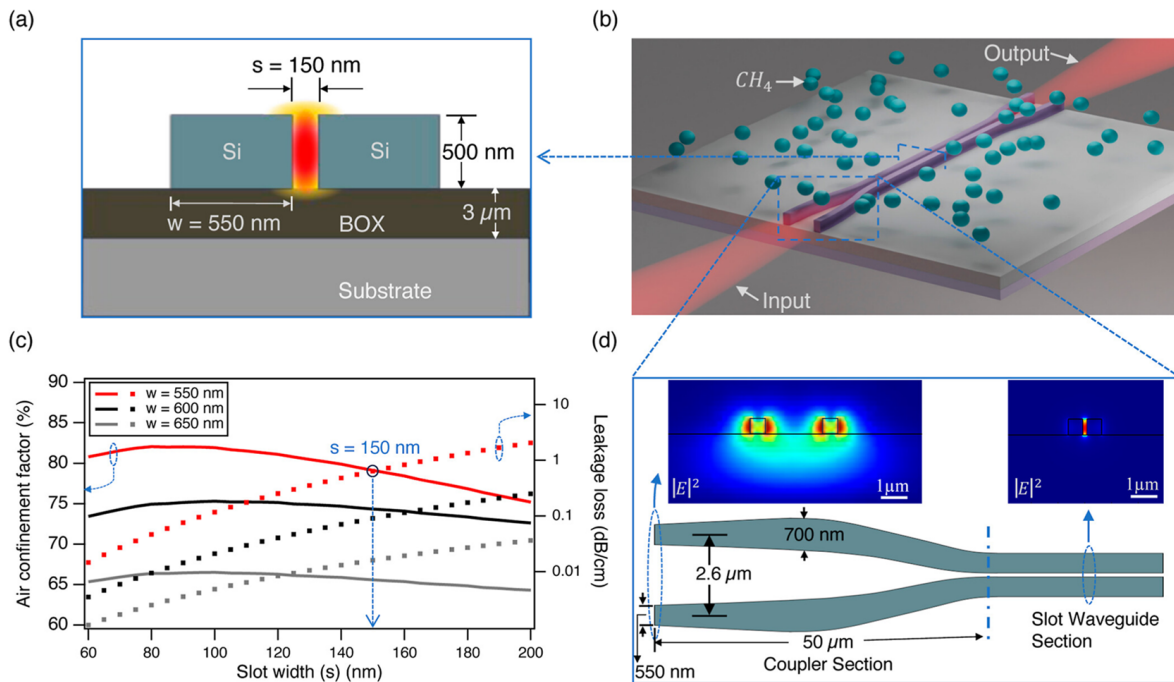 (a)
s = 150 nm
Si
Si
500 nm
w = 550 nm
BOX
3 µm
Substrate
(b)
Output
CH4
Input
(c)
Air confinement factor (%)
90
85
80
75
70
65
60
w = 550 nm
w = 600 nm
w = 650 nm
s = 150 nm
10
1
0.1
0.01
Leakage loss (dB/cm)
60
80
100
120
140
160
180
200
Slot width (s) (nm)
(d)
|E|²
1µm
|E|²
1µm
700 nm
2.6 µm
50 µm
550 nm
Coupler Section
Slot Waveguide
Section